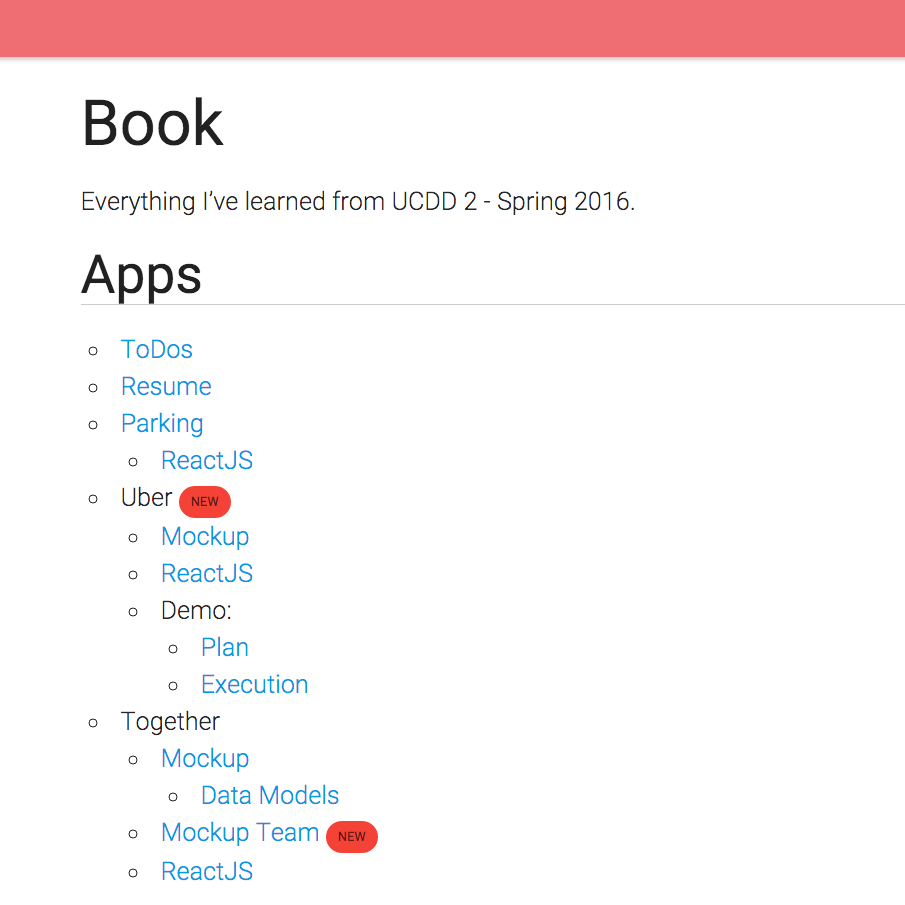 Book
Everything I’ve learned from UCDD 2 - Spring 2016.
Apps
ToDos
Resume
Parking
ReactJS
Uber NEW
Mockup
ReactJS
Demo:
Plan
Execution
Together
Mockup
Data Models
Mockup Team NEW
ReactJS